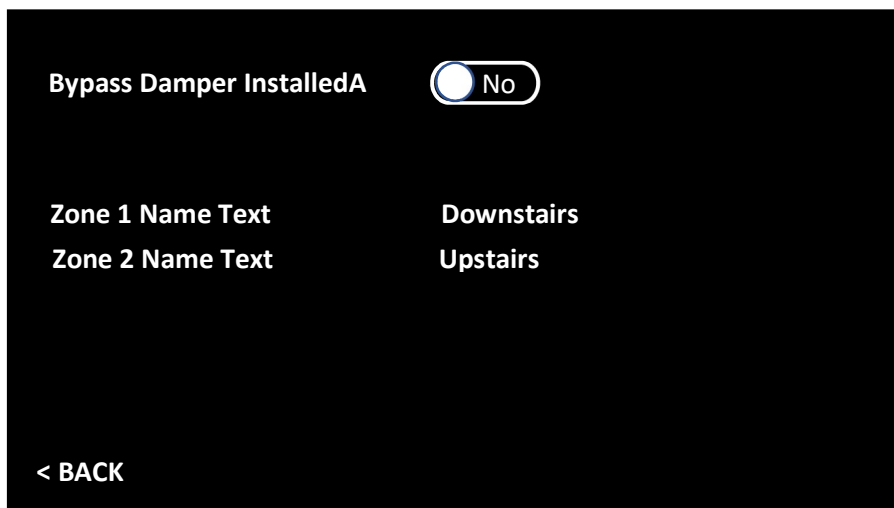 Bypass Damper InstalledA No
Zone 1 Name Text Downstairs
Zone 2 Name Text Upstairs
< BACK